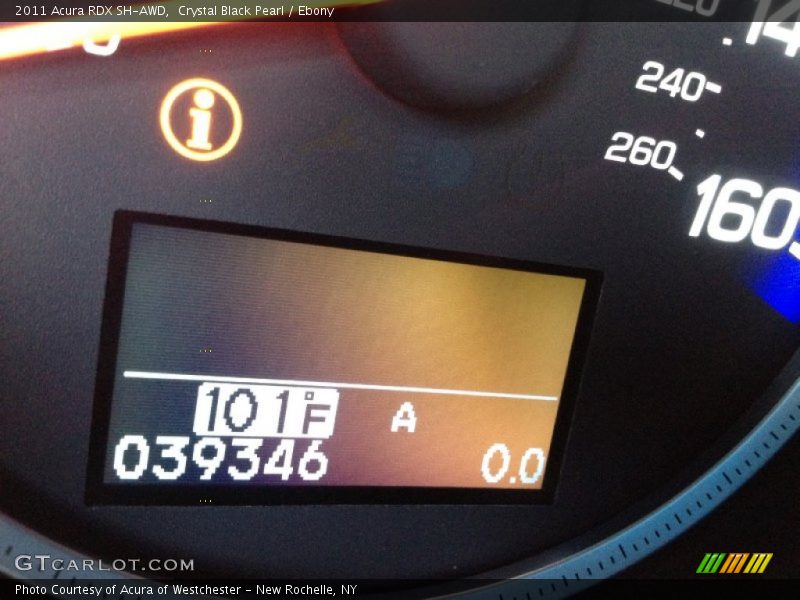 2011 Acura RDX SH-AWD,  Crystal Black Pearl / Ebony
240
260
160
101°F A
039346 0.0
GTCARLOT.COM
Photo Courtesy of Acura of Westchester - New Rochelle, NY